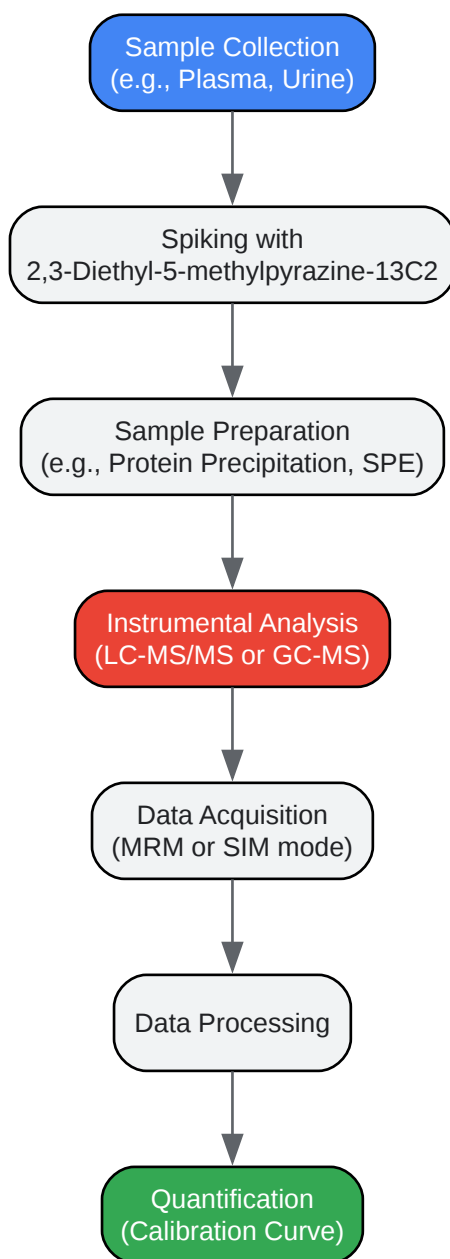 Sample Collection
(e.g., Plasma, Urine)
Spiking with
2,3-Diethyl-5-methylpyrazine-13C2
Sample Preparation
(e.g., Protein Precipitation, SPE)
Instrumental Analysis
(LC-MS/MS or GC-MS)
Data Acquisition
(MRM or SIM mode)
Data Processing
Quantification
(Calibration Curve)